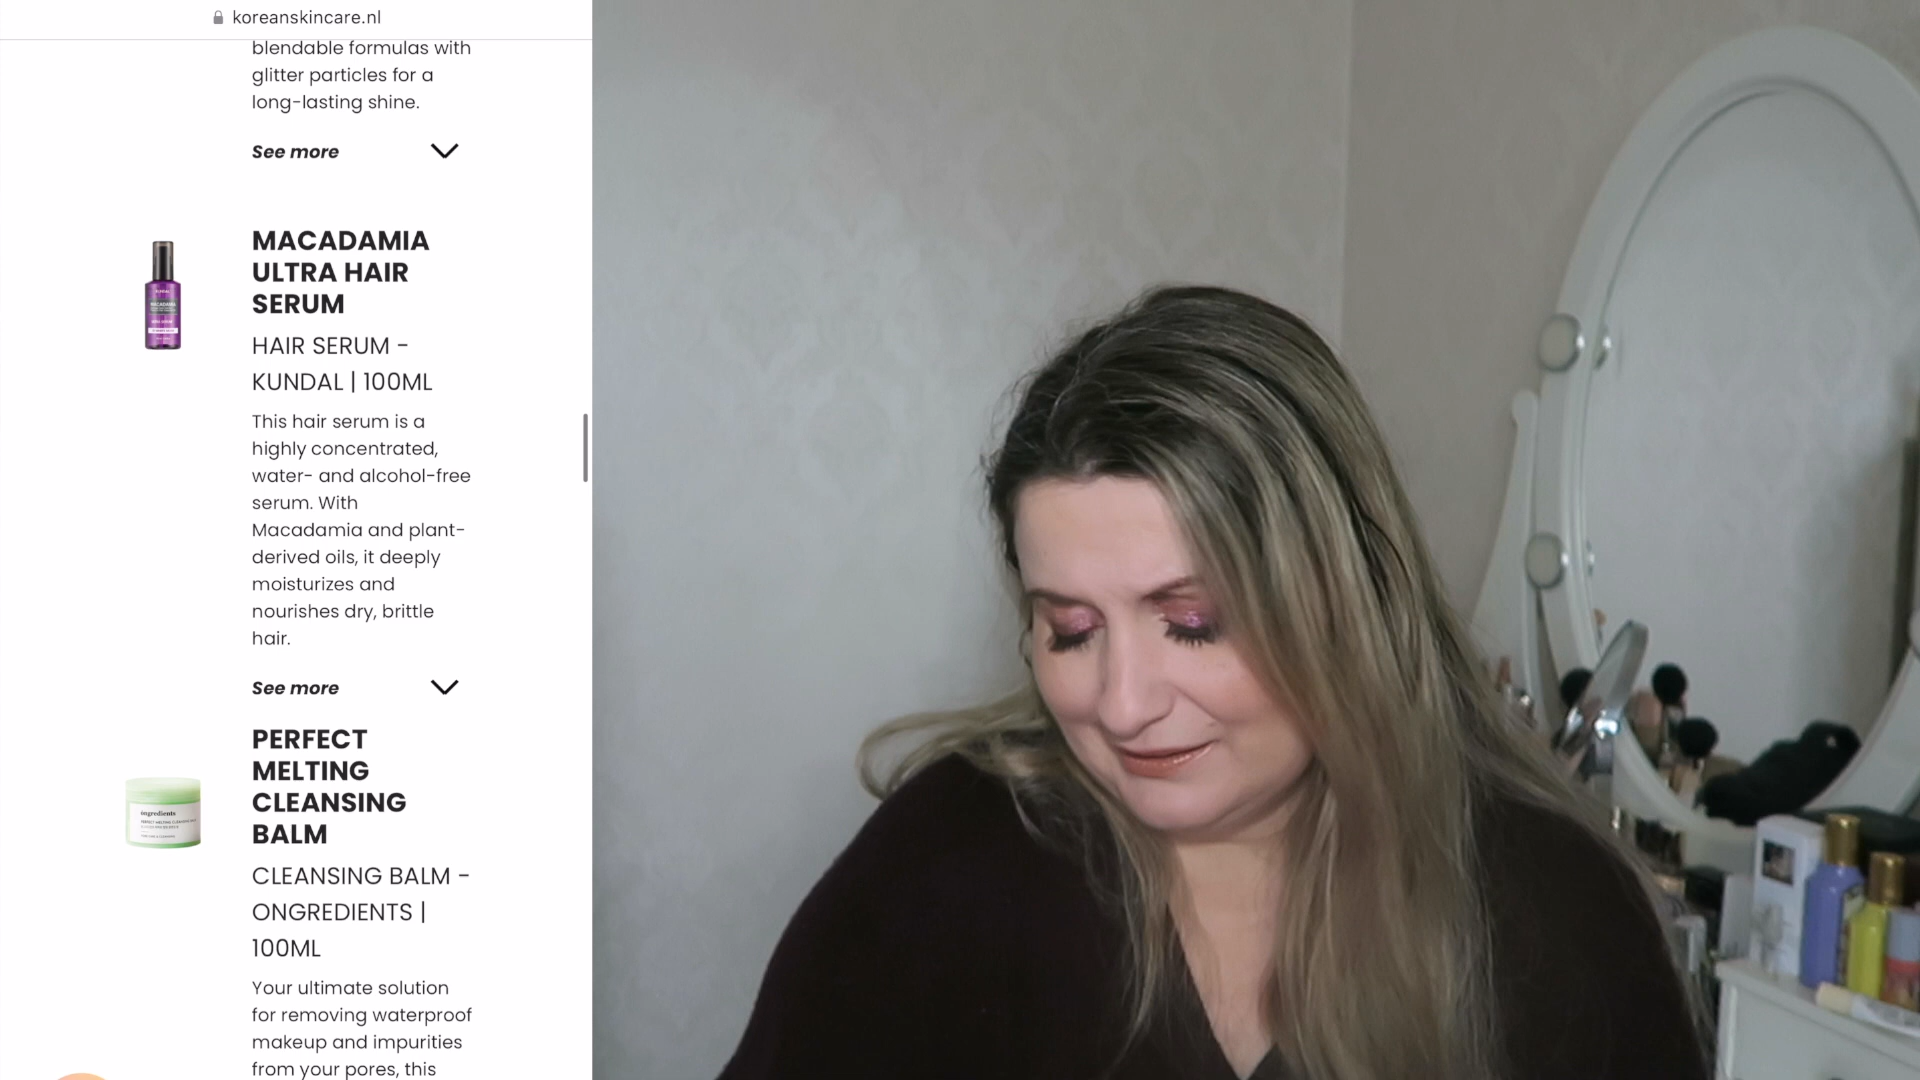 koreanskincare.nl
blendable formulas with
glitter particles for a
long-lasting shine.
See more
MACADAMIA
ULTRA HAIR
SERUM
HAIR SERUM -
KUNDAL | 100ML
This hair serum is a
highly concentrated,
water- and alcohol-free
serum. With
Macadamia and plant-
derived oils, it deeply
moisturizes and
nourishes dry, brittle
hair.
See more
ongredients
PERFECT
MELTING
CLEANSING
BALM
CLEANSING BALM -
ONGREDIENTS |
100ML
Your ultimate solution
for removing waterproof
makeup and impurities
from your pores, this